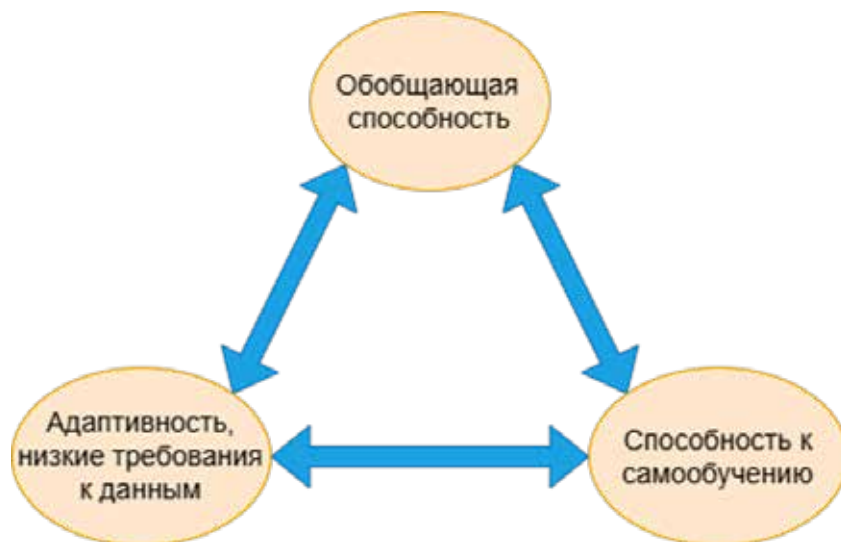 Обобщающая
способность
Адаптивность,
низкие требования
к данным
Способность к
самообучению